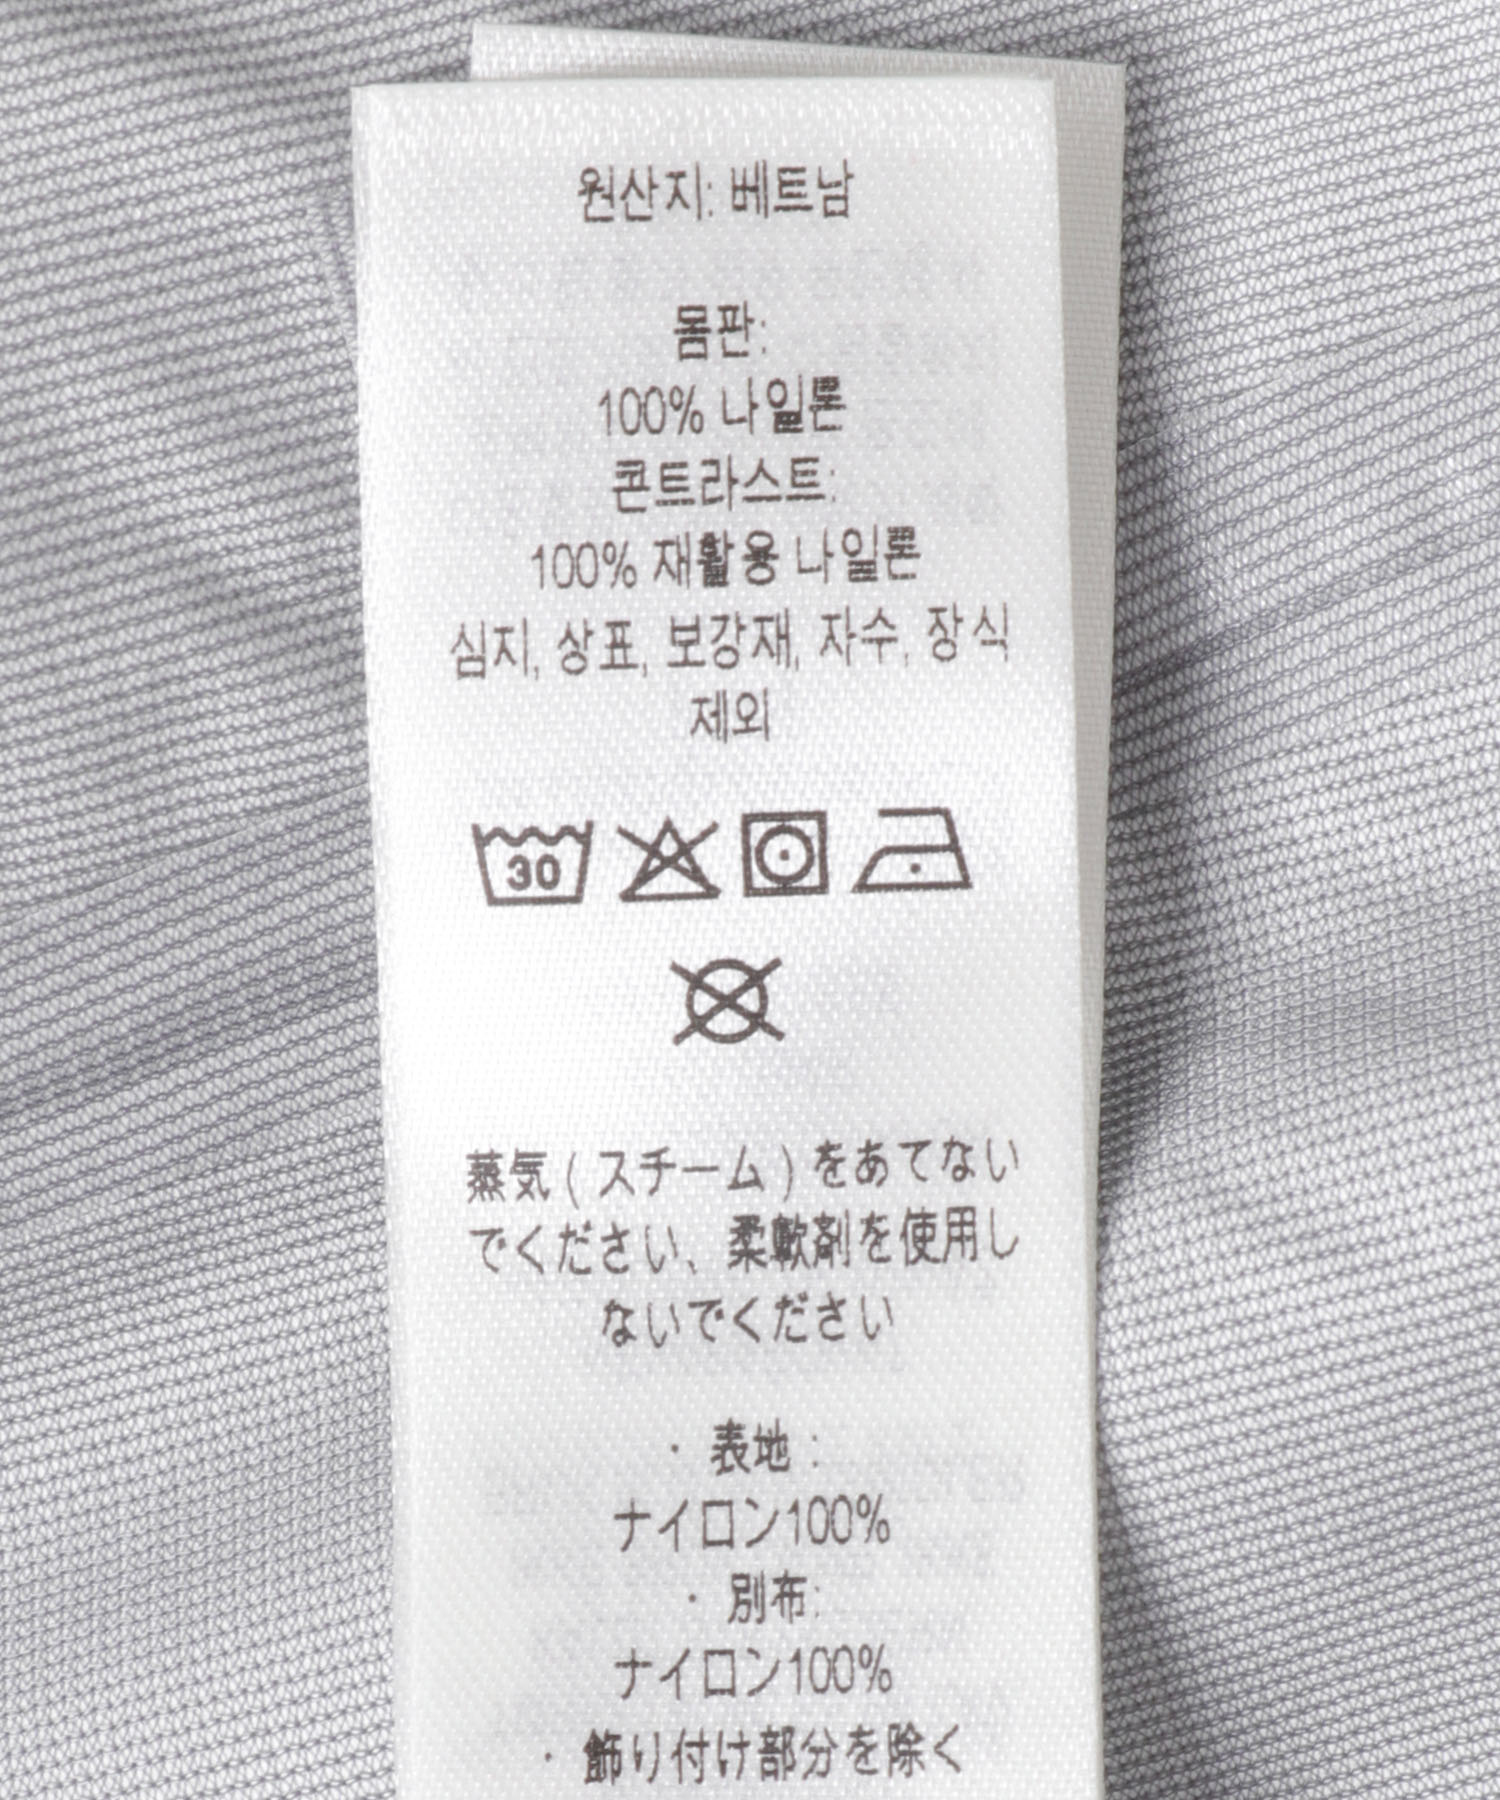 원산지: 베트남
몸판:
100% 나일론
콘트라스트:
100% 재활용 나일론
심지, 상표, 보강재, 자수, 장식
제외
30
蒸気 ( スチーム ) をあてない
でください、柔軟剤を使用し
ないでください
・ 表地 :
ナイロン100%
・ 別布:
ナイロン100%
・ 飾り付け部分を除く